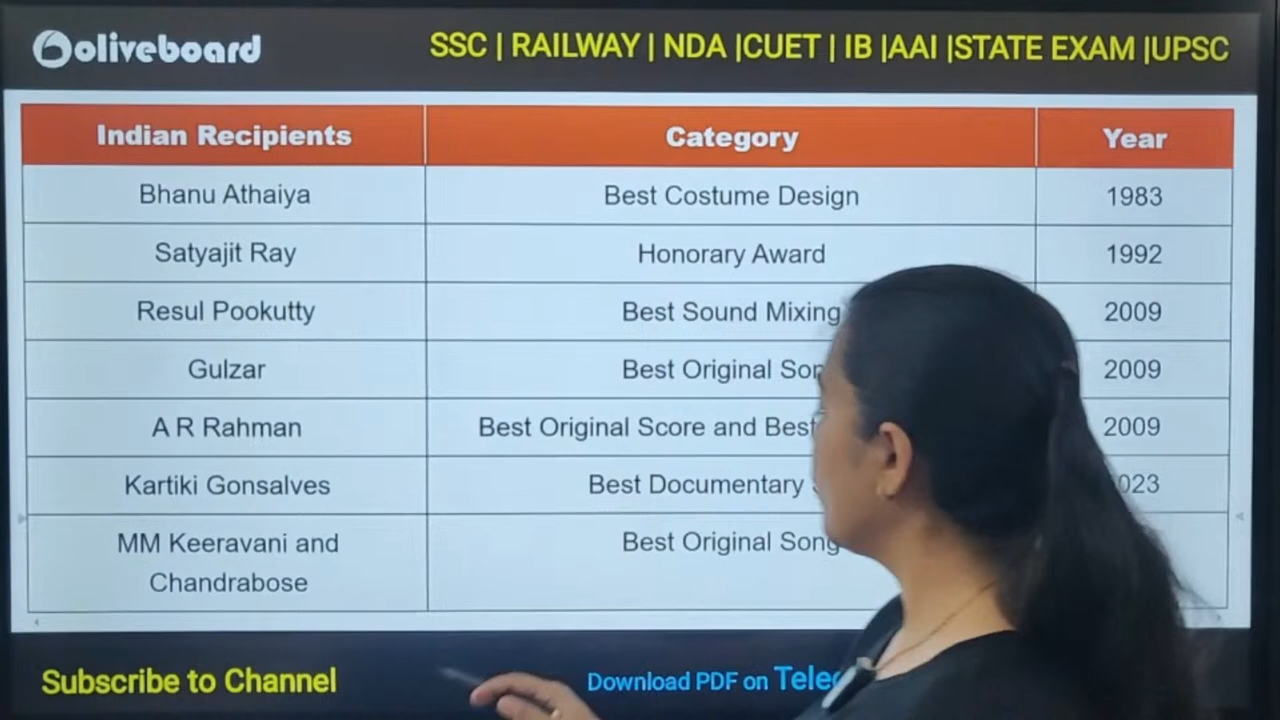 oliveboard
SSC | RAILWAY | NDA |CUET | IB |AAI |STATE EXAM |UPSC
Indian Recipients Category Year
Bhanu Athaiya Best Costume Design 1983
Satyajit Ray Honorary Award 1992
Resul Pookutty Best Sound Mixing 2009
Gulzar Best Original 2009
A R Rahman Best Original Score and Best 2009
Kartiki Gonsalves Best Documentary
MM Keeravani and Best Original Song
Chandrabose
Subscribe to Channel Download PDF on